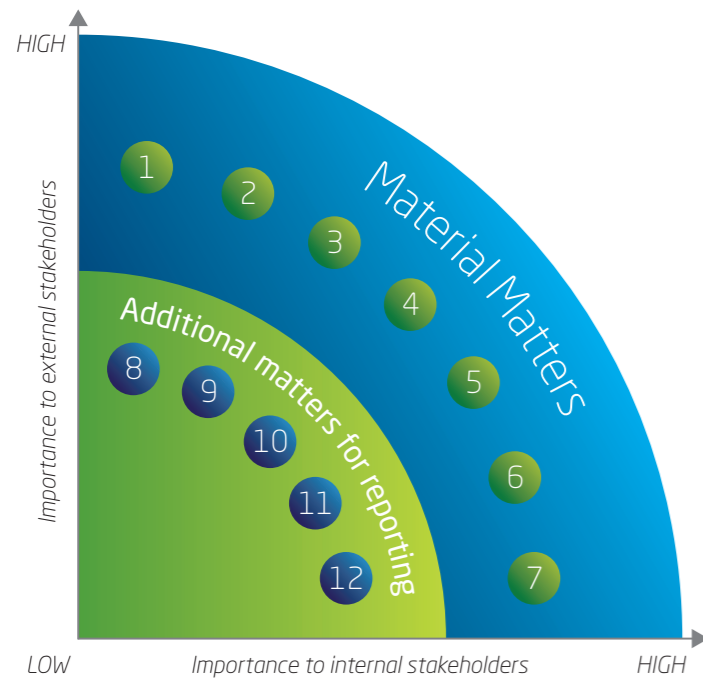 HIGH
Importance to external stakeholders
Material Matters
1
2
3
4
5
6
7
Additional matters for reporting
8
9
10
11
12
LOW
Importance to internal stakeholders
HIGH